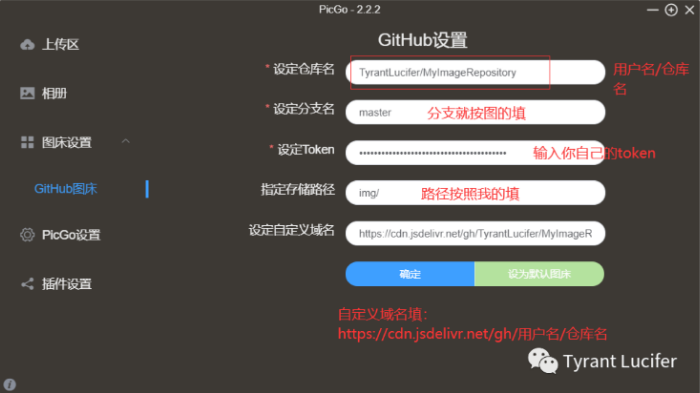 PicGo - 2.2.2
上传区
相册
图床设置
GitHub图床
PicGo设置
插件设置
GitHub设置
* 设定仓库名
TyrantLucifer/MyImageRepository
用户名/仓库名
* 设定分支名
master
分支就按图的填
* 设定Token
••••••••••••••••••••••••••••••••••••••••
输入你自己的token
指定存储路径
img/
路径按照我的填
设定自定义域名
https://cdn.jsdelivr.net/gh/TyrantLucifer/MyImageR
确定
设为默认图床
自定义域名填：
https://cdn.jsdelivr.net/gh/用户名/仓库名
Tyrant Lucifer